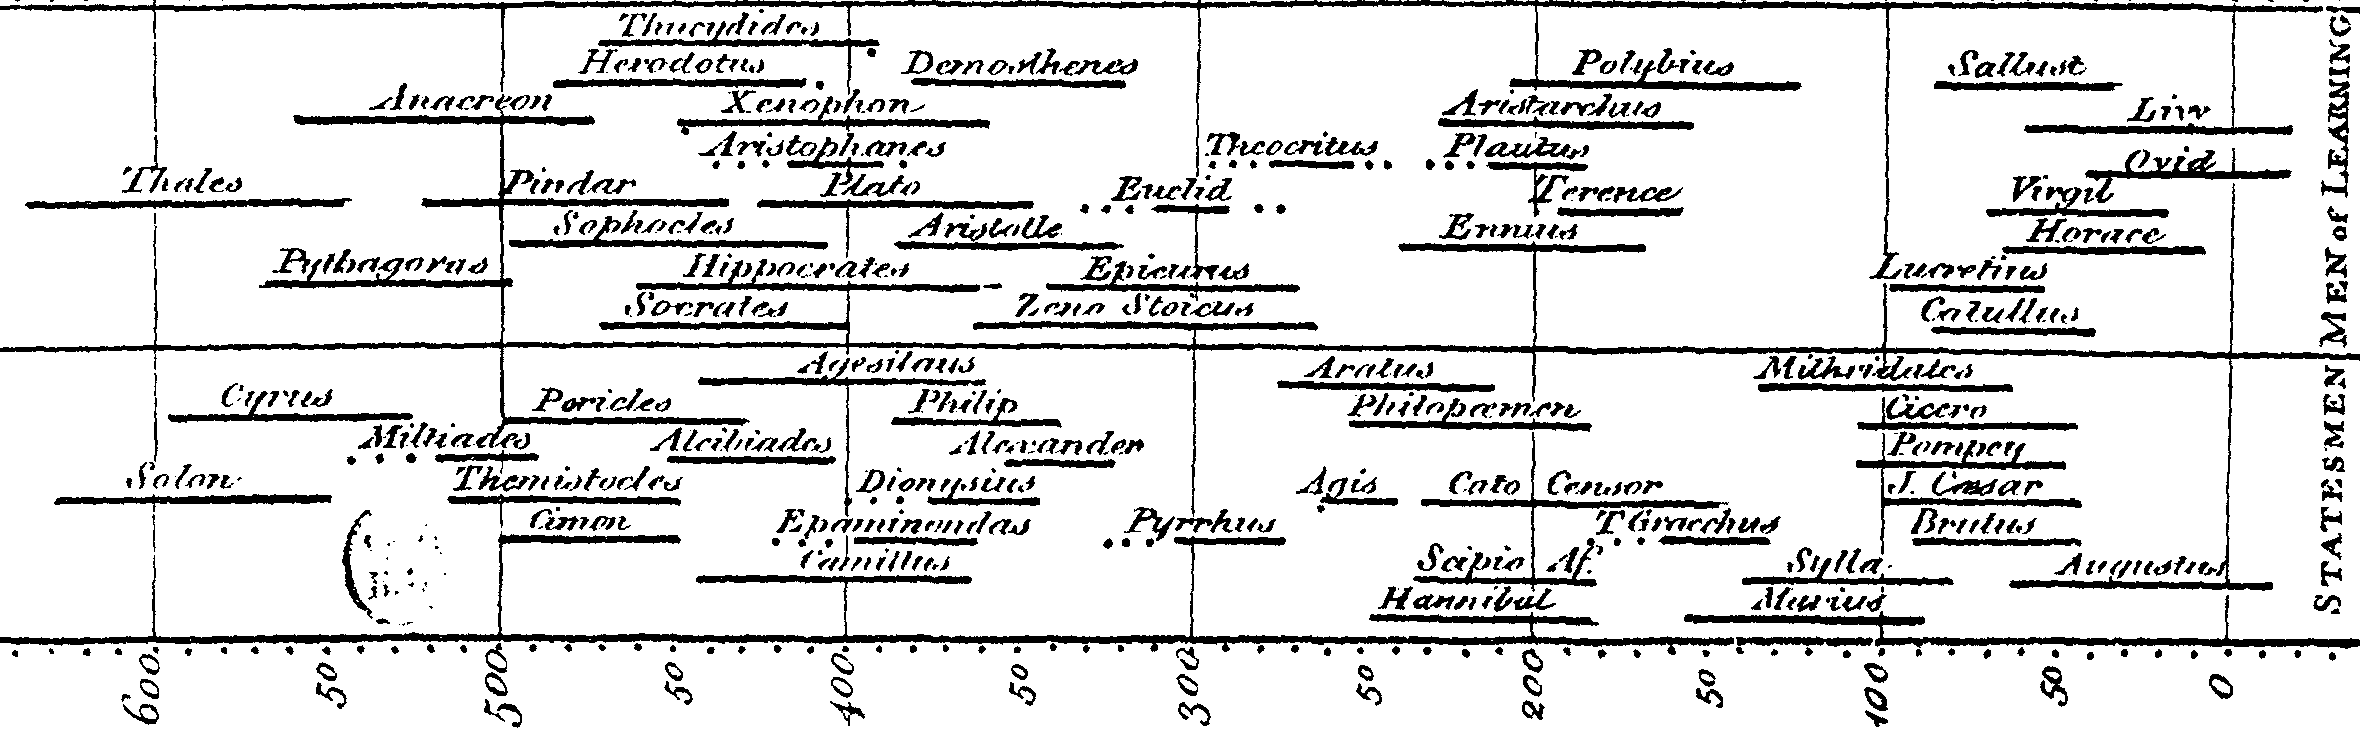 Thucydides
Herodotus Demosthenes Polybius Sallust
Anacreon Xenophon Aristarchus Livy
Aristophanes Theocritus Plautus Ovid
Thales Pindar Plato Euclid Terence Virgil
Sophocles Aristotle Ennius Horace
Pythagoras Hippocrates Epicurus Lucretius
Socrates Zeno Stoicus Catullus
MEN of LEARNING
Agesilaus Aratus Mithridates
Cyrus Pericles Philip Philopæmen Cicero
Miltiades Alcibiades Alexander Pompey
Solon Themistocles Dionysius Agis Cato Censor J. Cæsar
Cimon Epaminondas Pyrrhus T Gracchus Brutus
Camillus Scipio Af. Sylla Augustus
Hannibal Marius
STATESMEN
600 50 500 50 400 50 300 50 200 50 100 50 0